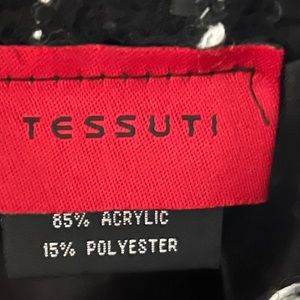 TESSUTI
85% ACRYLIC
15% POLYESTER